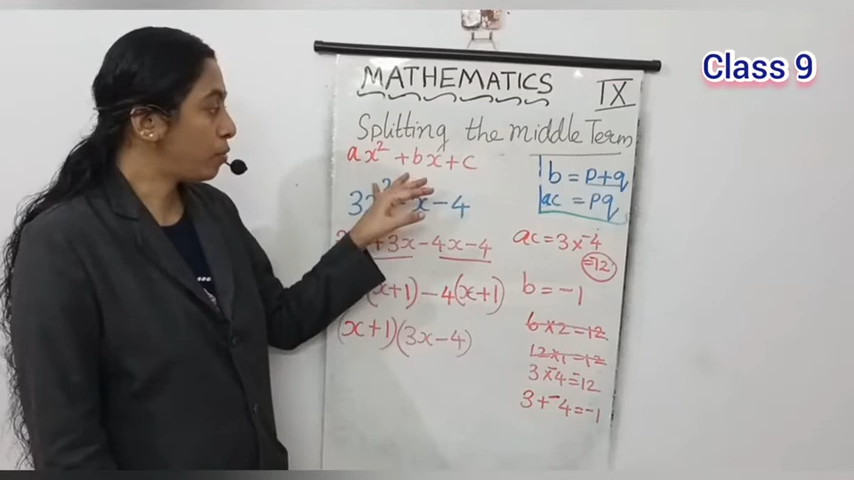 Class 9
MATHEMATICS IX
Splitting the middle Term
ax² + bx + c
b = p+q
ac = pq
3x² x - 4
+ 3x - 4x - 4
ac = 3 x -4
= -12
(x+1) - 4(x+1)
b = -1
(x+1)(3x-4)
6 x 2 = 12
12 x 1 = 12
3 x -4 = -12
3 + -4 = -1